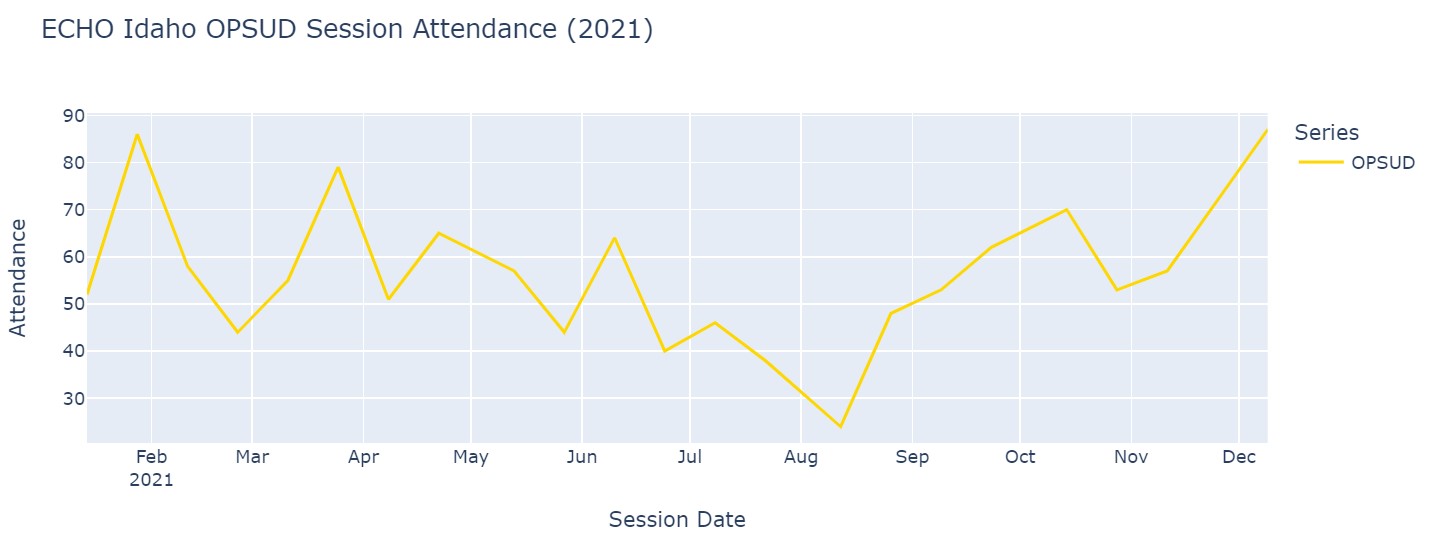 ECHO Idaho OPSUD Session Attendance (2021)
90
80
70
60
50
40
30
Attendance
Feb Mar Apr May Jun Jul Aug Sep Oct Nov Dec
2021
Session Date
Series
OPSUD